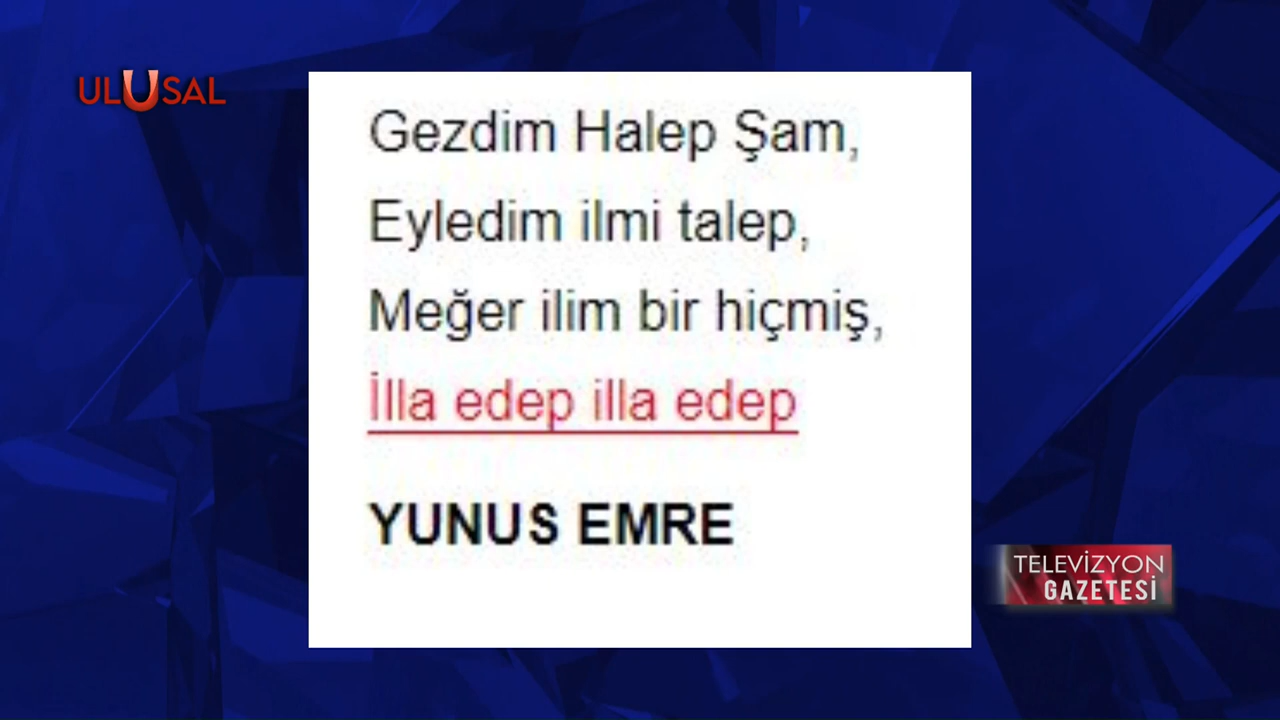 ULUSAL
Gezdim Halep Şam,
Eyledim ilmi talep,
Meğer ilim bir hiçmiş,
İlla edep illa edep
YUNUS EMRE
TELEVİZYON
GAZETESİ